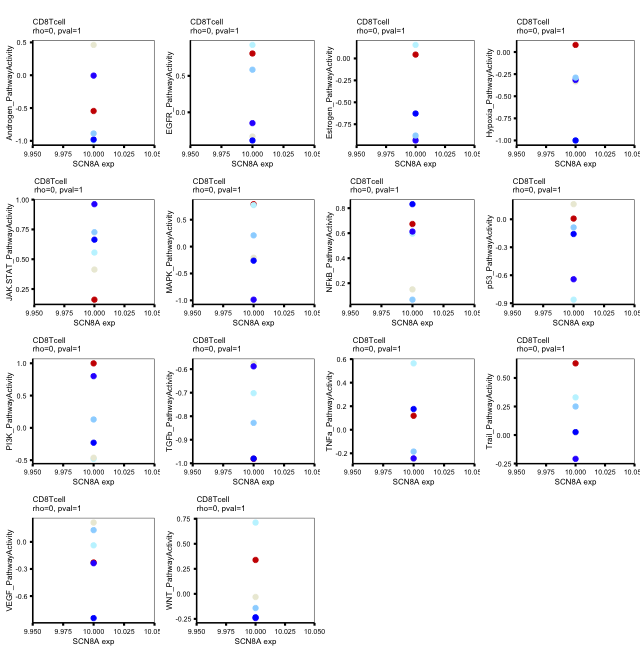 CD8Tcell
rho=0, pval=1
Androgen_PathwayActivity
0.5
0.0
-0.5
-1.0
9.950 9.975 10.000 10.025 10.05
SCN8A exp
CD8Tcell
rho=0, pval=1
EGFR_PathwayActivity
0.5
0.0
9.950 9.975 10.000 10.025 10.05
SCN8A exp
CD8Tcell
rho=0, pval=1
Estrogen_PathwayActivity
0.00
-0.25
-0.50
-0.75
9.950 9.975 10.000 10.025 10.05
SCN8A exp
CD8Tcell
rho=0, pval=1
Hypoxia_PathwayActivity
0.00
-0.25
-0.50
-0.75
-1.00
9.950 9.975 10.000 10.025 10.05
SCN8A exp
CD8Tcell
rho=0, pval=1
JAK.STAT_PathwayActivity
1.00
0.75
0.50
0.25
9.950 9.975 10.000 10.025 10.05
SCN8A exp
CD8Tcell
rho=0, pval=1
MAPK_PathwayActivity
0.5
0.0
-0.5
-1.0
9.950 9.975 10.000 10.025 10.05
SCN8A exp
CD8Tcell
rho=0, pval=1
NFkB_PathwayActivity
0.8
0.6
0.4
0.2
9.950 9.975 10.000 10.025 10.05
SCN8A exp
CD8Tcell
rho=0, pval=1
p53_PathwayActivity
0.0
-0.3
-0.6
-0.9
9.950 9.975 10.000 10.025 10.05
SCN8A exp
CD8Tcell
rho=0, pval=1
PI3K_PathwayActivity
1.0
0.5
0.0
-0.5
9.950 9.975 10.000 10.025 10.05
SCN8A exp
CD8Tcell
rho=0, pval=1
TGFb_PathwayActivity
-0.6
-0.7
-0.8
-0.9
-1.0
9.950 9.975 10.000 10.025 10.05
SCN8A exp
CD8Tcell
rho=0, pval=1
TNFa_PathwayActivity
0.6
0.4
0.2
0.0
-0.2
9.950 9.975 10.000 10.025 10.05
SCN8A exp
CD8Tcell
rho=0, pval=1
Trail_PathwayActivity
0.50
0.25
0.00
-0.25
9.950 9.975 10.000 10.025 10.05
SCN8A exp
CD8Tcell
rho=0, pval=1
VEGF_PathwayActivity
0.0
-0.3
-0.6
9.950 9.975 10.000 10.025 10.05
SCN8A exp
CD8Tcell
rho=0, pval=1
WNT_PathwayActivity
0.75
0.50
0.25
0.00
-0.25
9.950 9.975 10.000 10.025 10.050
SCN8A exp